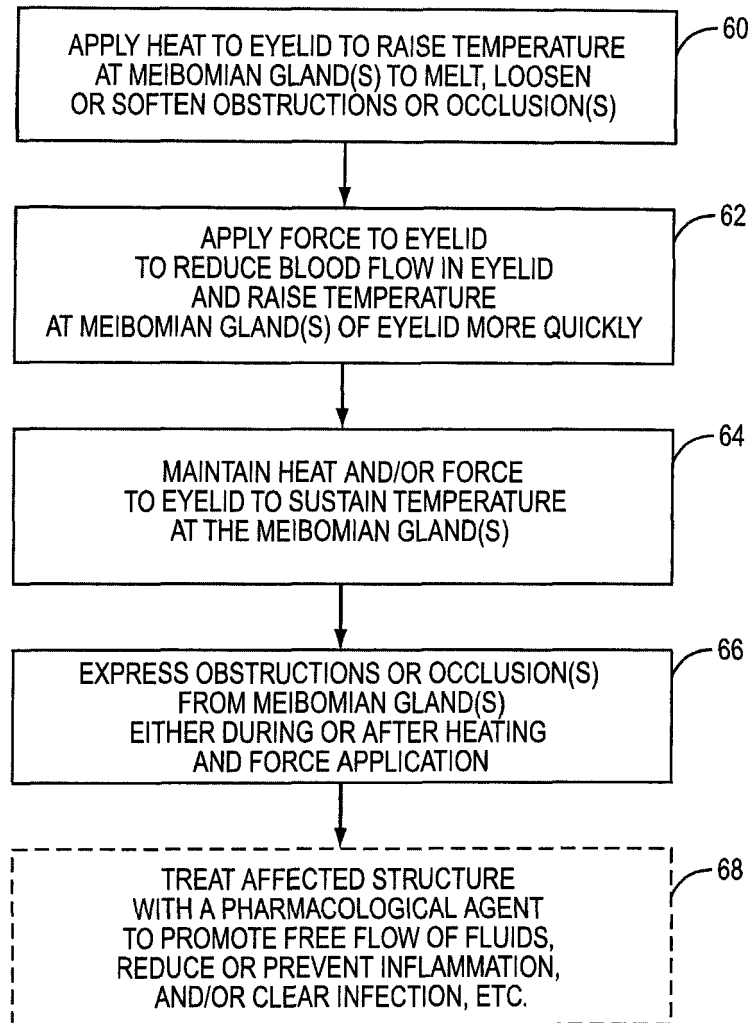 APPLY HEAT TO EYELID TO RAISE TEMPERATURE
AT MEIBOMIAN GLAND(S) TO MELT, LOOSEN
OR SOFTEN OBSTRUCTIONS OR OCCLUSION(S)
60
APPLY FORCE TO EYELID
TO REDUCE BLOOD FLOW IN EYELID
AND RAISE TEMPERATURE
AT MEIBOMIAN GLAND(S) OF EYELID MORE QUICKLY
62
MAINTAIN HEAT AND/OR FORCE
TO EYELID TO SUSTAIN TEMPERATURE
AT THE MEIBOMIAN GLAND(S)
64
EXPRESS OBSTRUCTIONS OR OCCLUSION(S)
FROM MEIBOMIAN GLAND(S)
EITHER DURING OR AFTER HEATING
AND FORCE APPLICATION
66
TREAT AFFECTED STRUCTURE
WITH A PHARMACOLOGICAL AGENT
TO PROMOTE FREE FLOW OF FLUIDS,
REDUCE OR PREVENT INFLAMMATION,
AND/OR CLEAR INFECTION, ETC.
68